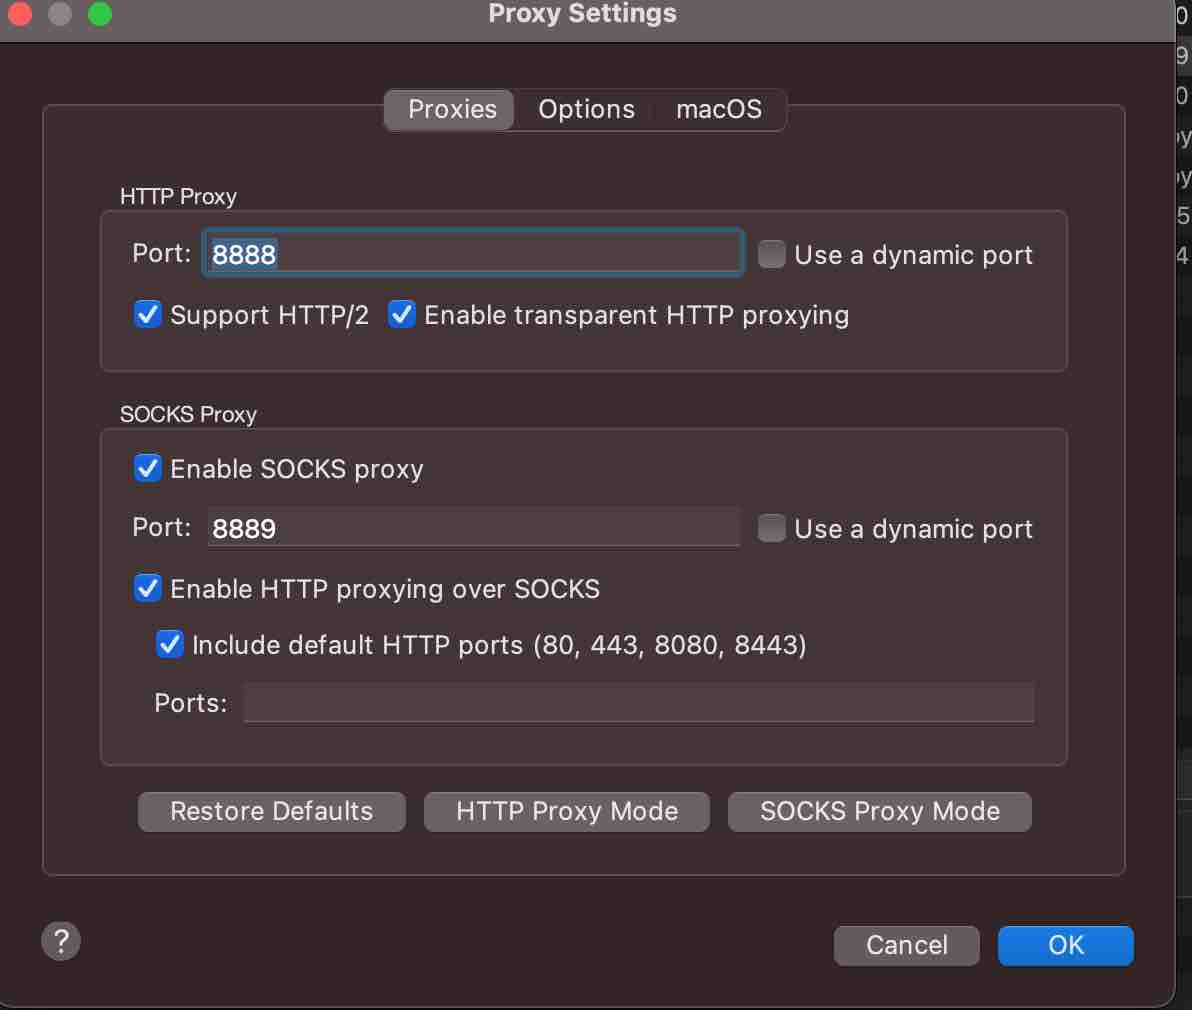 Proxy Settings
Proxies Options macOS
HTTP Proxy
Port: 8888 Use a dynamic port
Support HTTP/2 Enable transparent HTTP proxying
SOCKS Proxy
Enable SOCKS proxy
Port: 8889 Use a dynamic port
Enable HTTP proxying over SOCKS
Include default HTTP ports (80, 443, 8080, 8443)
Ports:
Restore Defaults HTTP Proxy Mode SOCKS Proxy Mode
? Cancel OK